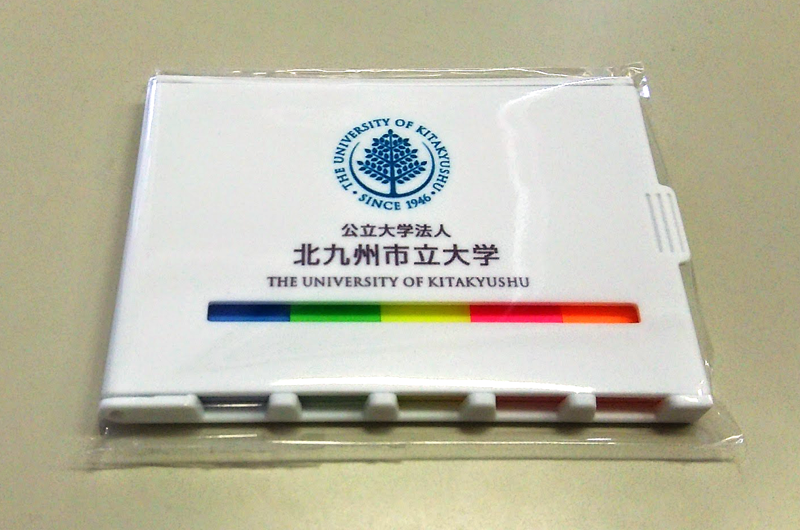 THE UNIVERSITY OF KITAKYUSHU
• SINCE 1946 •
公立大学法人
北九州市立大学
THE UNIVERSITY OF KITAKYUSHU